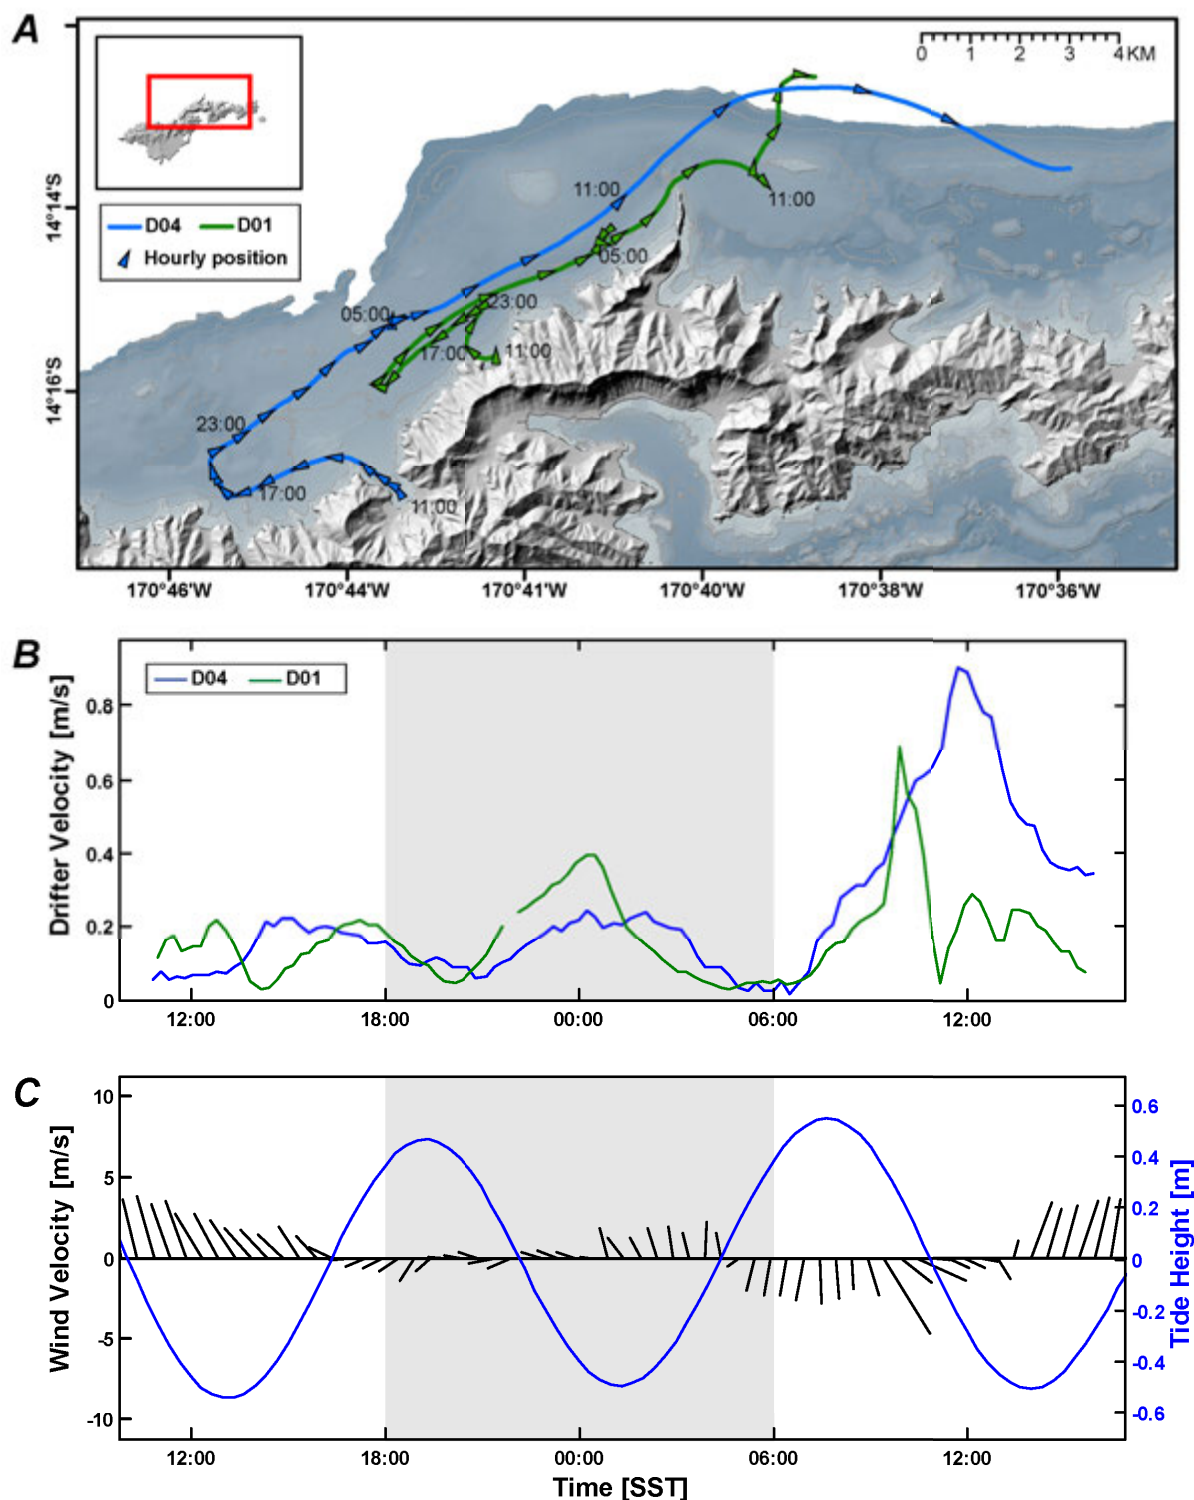 A
0 1 2 3 4 KM
D04 D01
Hourly position
14°14'S
14°16'S
11:00
11:00
05:00
23:00
05:00
17:00
11:00
23:00
17:00
11:00
170°46'W 170°44'W 170°41'W 170°40'W 170°38'W 170°36'W
B
D04 D01
Drifter Velocity [m/s]
0.8
0.6
0.4
0.2
0
12:00 18:00 00:00 06:00 12:00
C
Wind Velocity [m/s]
10
5
0
-5
-10
0.6
0.4
0.2
0
-0.2
-0.4
-0.6
Tide Height [m]
12:00 18:00 00:00 06:00 12:00
Time [SST]